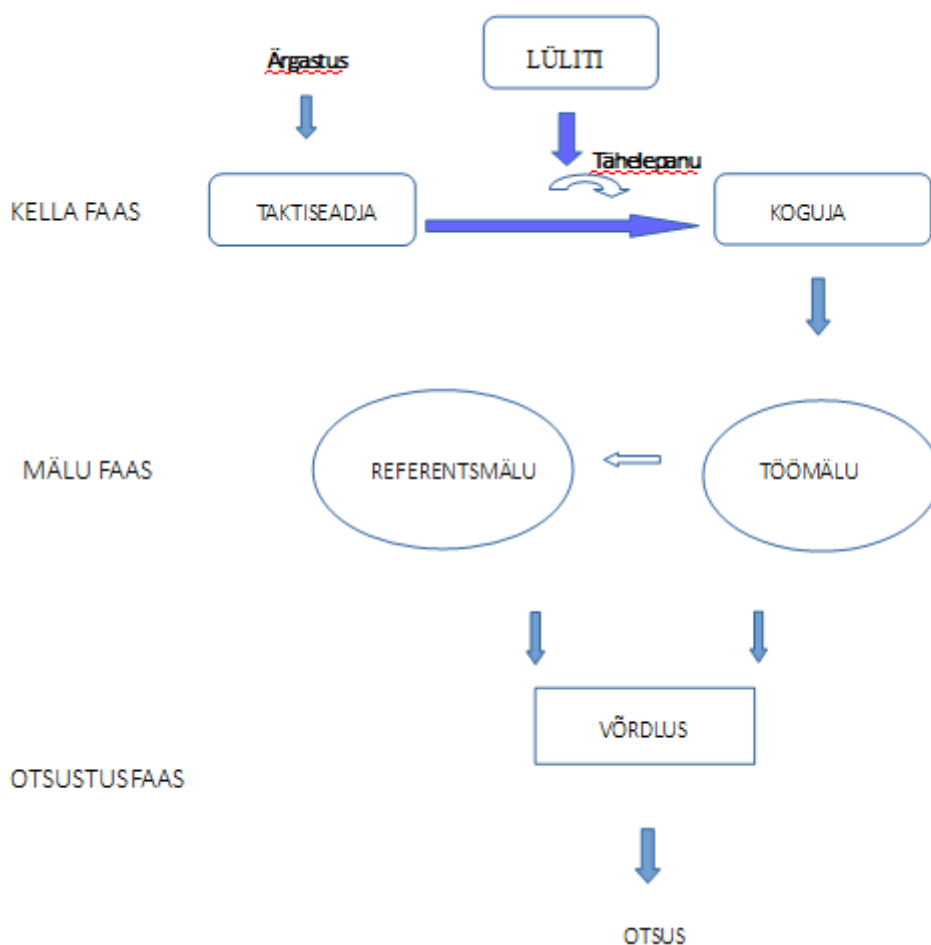 Ärgastus
LÜLITI
Tähelepanu
KELLA FAAS
TAKTISEADJA
KOGUJA
MÄLU FAAS
REFERENTSMÄLU
TÖÖMÄLU
VÕRDLUS
OTSUSTUSFAAS
OTSUS